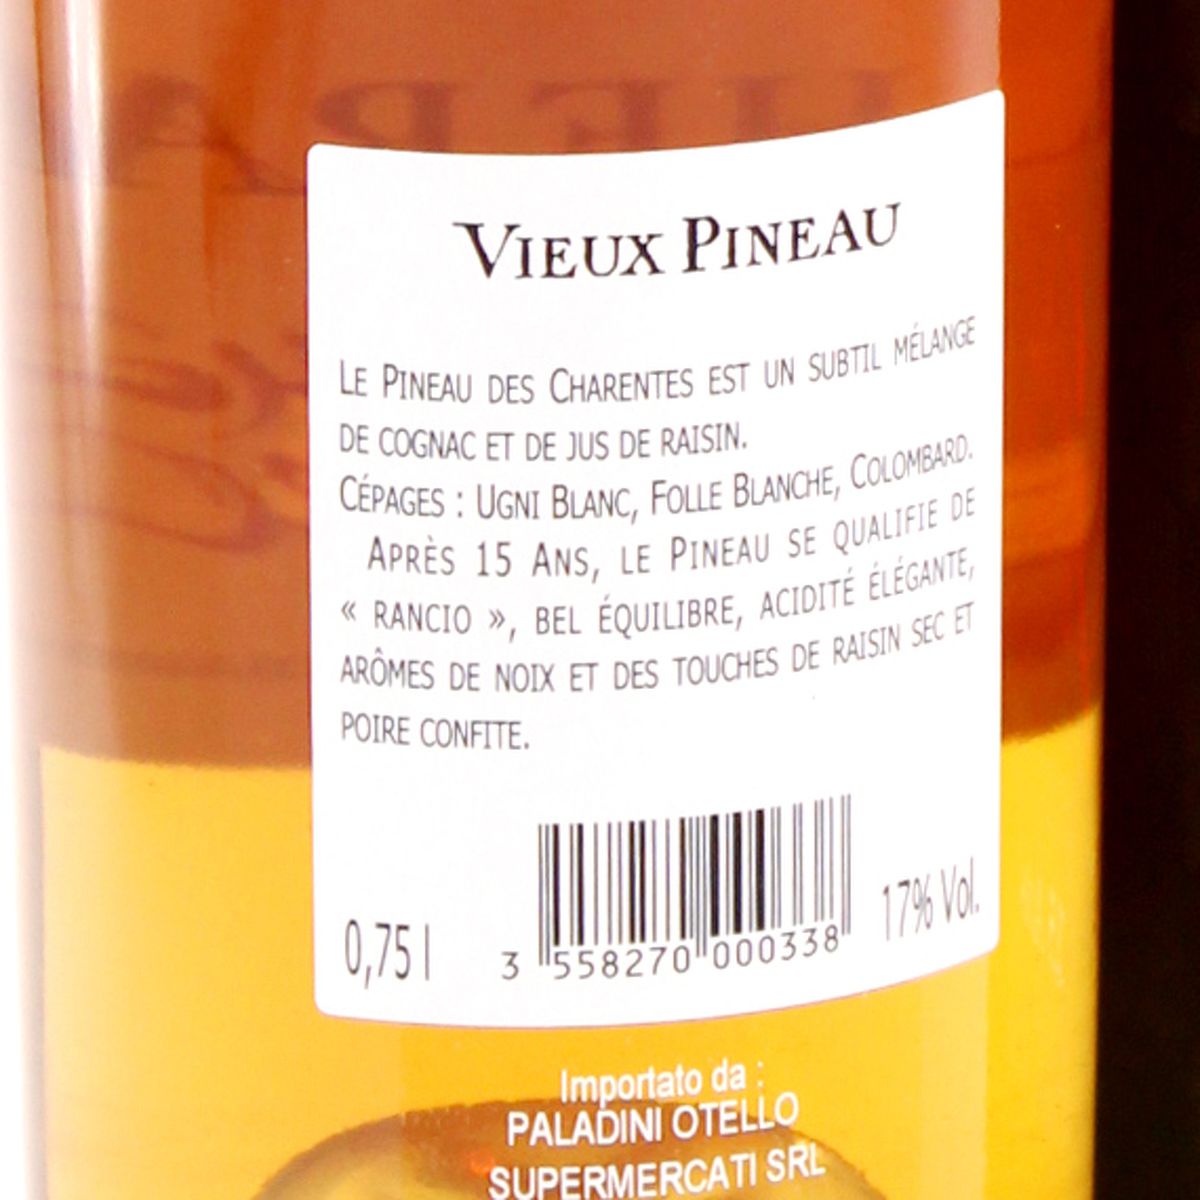 VIEUX PINEAU
LE PINEAU DES CHARENTES EST UN SUBTIL MÉLANGE
DE COGNAC ET DE JUS DE RAISIN.
CÉPAGES : UGNI BLANC, FOLLE BLANCHE, COLOMBARD.
APRÈS 15 ANS, LE PINEAU SE QUALIFIE DE
« RANCIO », BEL ÉQUILIBRE, ACIDITÉ ÉLÉGANTE,
ARÔMES DE NOIX ET DES TOUCHES DE RAISIN SEC ET
POIRE CONFITE.
0,75 l
3 558270 000338
17% Vol.
Importato da :
PALADINI OTELLO
SUPERMERCATI SRL